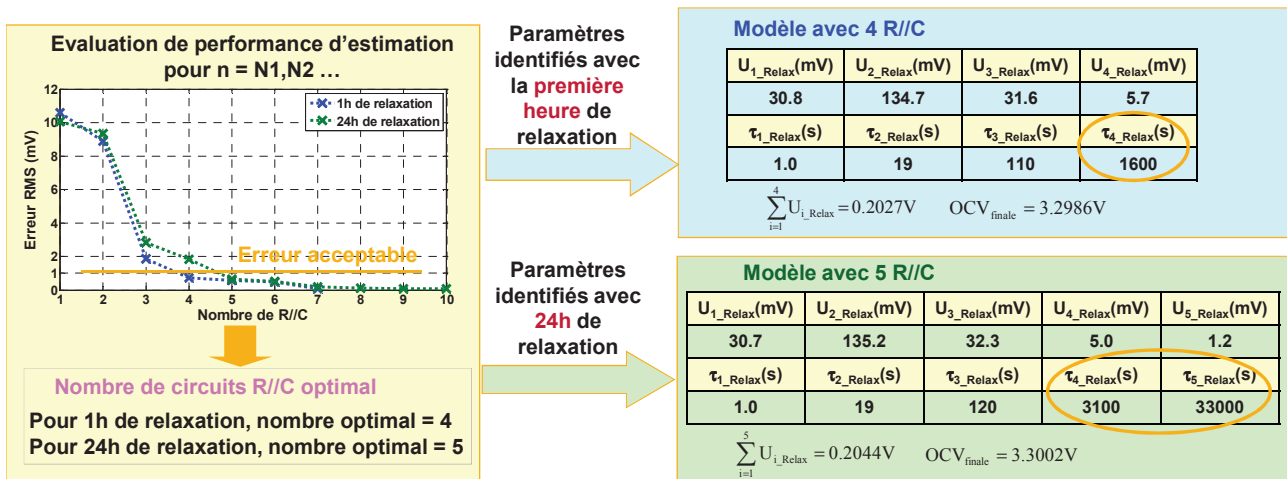 Evaluation de performance d'estimation
pour n = N1,N2 ...
12
10
8
6
4
2
1
0
Erreur RMS (mV)
1h de relaxation
24h de relaxation
Erreur acceptable
1 2 3 4 5 6 7 8 9 10
Nombre de R//C
Nombre de circuits R//C optimal
Pour 1h de relaxation, nombre optimal = 4
Pour 24h de relaxation, nombre optimal = 5
Paramètres
identifiés avec
la première
heure de
relaxation
Paramètres
identifiés avec
24h de
relaxation
Modèle avec 4 R//C
U1_Relax(mV) U2_Relax(mV) U3_Relax(mV) U4_Relax(mV)
30.8 134.7 31.6 5.7
τ1_Relax(s) τ2_Relax(s) τ3_Relax(s) τ4_Relax(s)
1.0 19 110 1600
4
∑ Ui_Relax = 0.2027V OCVfinale = 3.2986V
i=1
Modèle avec 5 R//C
U1_Relax(mV) U2_Relax(mV) U3_Relax(mV) U4_Relax(mV) U5_Relax(mV)
30.7 135.2 32.3 5.0 1.2
τ1_Relax(s) τ2_Relax(s) τ3_Relax(s) τ4_Relax(s) τ5_Relax(s)
1.0 19 120 3100 33000
5
∑ Ui_Relax = 0.2044V OCVfinale = 3.3002V
i=1